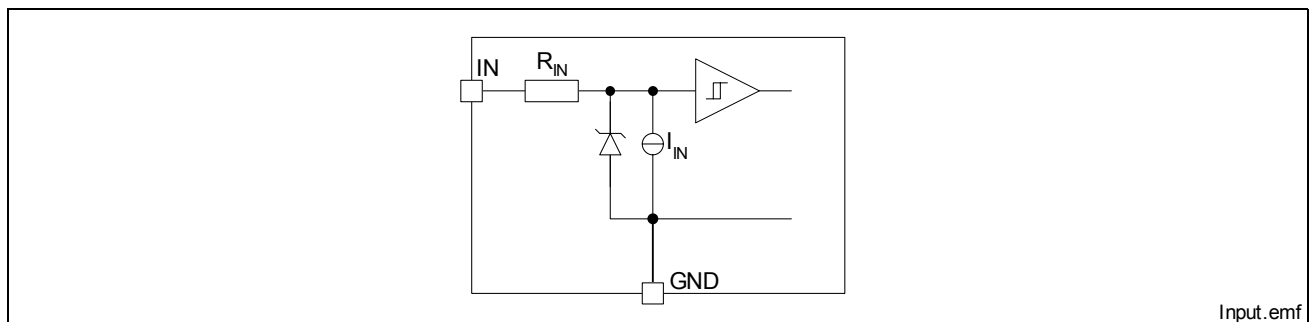 IN
R_IN
I_IN
GND
Input.emf